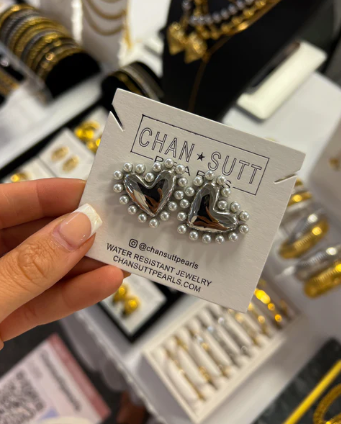 CHAN★SUTT
PEARLS
@chansuttpearls
WATER RESISTANT JEWELRY
CHANSUTTPEARLS.COM